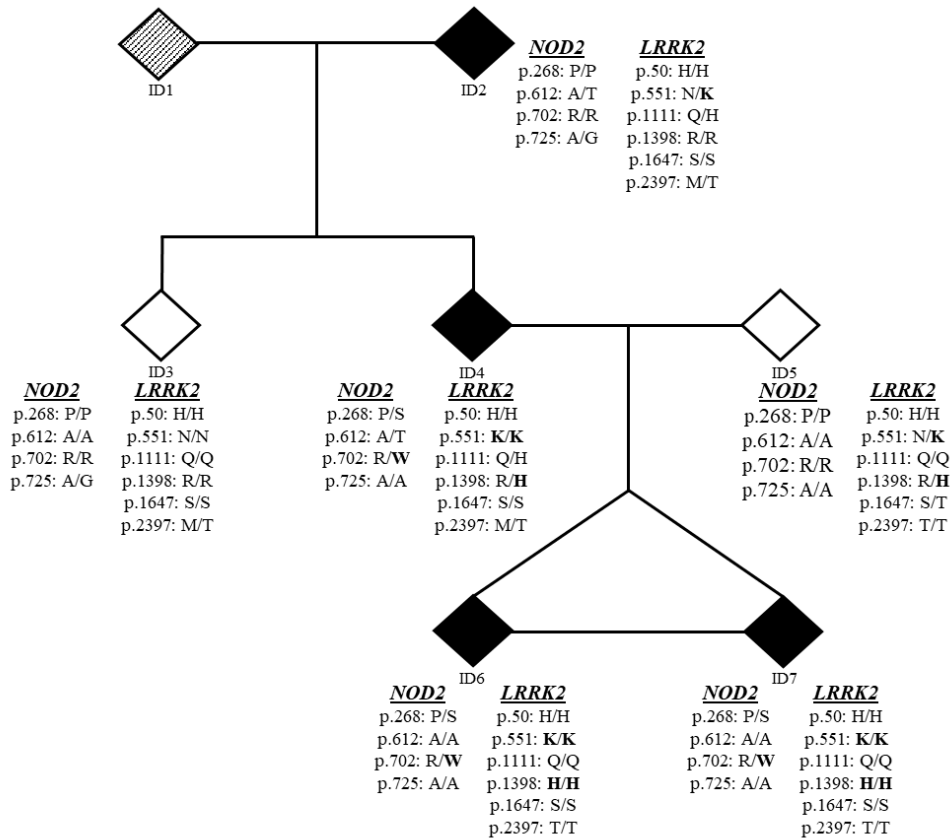 ID1
ID2
NOD2
p.268: P/P
p.612: A/T
p.702: R/R
p.725: A/G
LRRK2
p.50: H/H
p.551: N/K
p.1111: Q/H
p.1398: R/R
p.1647: S/S
p.2397: M/T
ID3
NOD2
p.268: P/P
p.612: A/A
p.702: R/R
p.725: A/G
LRRK2
p.50: H/H
p.551: N/N
p.1111: Q/Q
p.1398: R/R
p.1647: S/S
p.2397: M/T
ID4
NOD2
p.268: P/S
p.612: A/T
p.702: R/W
p.725: A/A
LRRK2
p.50: H/H
p.551: K/K
p.1111: Q/H
p.1398: R/H
p.1647: S/S
p.2397: M/T
ID5
NOD2
p.268: P/P
p.612: A/A
p.702: R/R
p.725: A/A
LRRK2
p.50: H/H
p.551: N/K
p.1111: Q/Q
p.1398: R/H
p.1647: S/T
p.2397: T/T
ID6
NOD2
p.268: P/S
p.612: A/A
p.702: R/W
p.725: A/A
LRRK2
p.50: H/H
p.551: K/K
p.1111: Q/Q
p.1398: H/H
p.1647: S/S
p.2397: T/T
ID7
NOD2
p.268: P/S
p.612: A/A
p.702: R/W
p.725: A/A
LRRK2
p.50: H/H
p.551: K/K
p.1111: Q/Q
p.1398: H/H
p.1647: S/S
p.2397: T/T